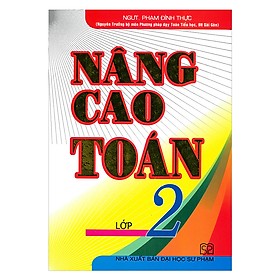 NGƯT. PHẠM ĐÌNH THỰC
(Nguyên Trưởng bộ môn Phương pháp dạy Toán Tiểu học, ĐH Sài Gòn)
NÂNG
CAO
TOÁN
LỚP 2
NHÀ XUẤT BẢN ĐẠI HỌC SƯ PHẠM